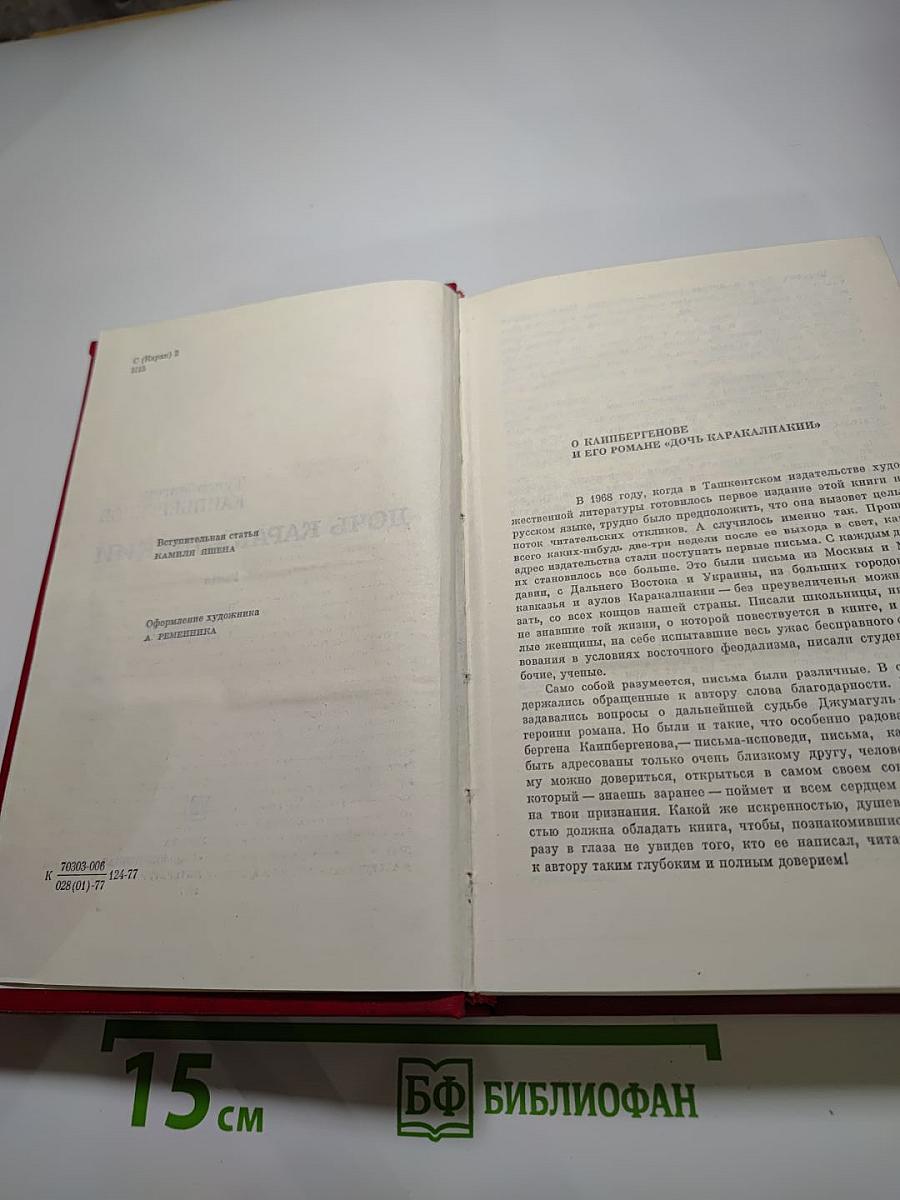 С (Карак) 2
Вступительная статья
КАМИЛЯ ЯШЕНА
Оформление художника
А. РЕМЕННИКА
К 70303-006 124-77
028(01)-77
О КАИПБЕРГЕНОВЕ
И ЕГО РОМАНЕ «ДОЧЬ КАРАКАЛПАКИИ»
В 1968 году, когда в Ташкентском издательстве худо
жественной литературы готовилось первое издание этой книги н
русском языке, трудно было предположить, что она вызовет цел
поток читательских откликов. А случилось именно так. Прош
всего каких-нибудь две-три недели после ее выхода в свет, ка
адрес издательства стали поступать первые письма. С каждым д
их становилось все больше. Это были письма из Москвы и М
давии, с Дальнего Востока и Украины, из больших городо
кавказья и аулов Каракалпакии — без преувеличенья можн
зать, со всех концов нашей страны. Писали школьницы, ни
не знавшие той жизни, о которой повествуется в книге, и
лые женщины, на себе испытавшие весь ужас бесправного с
вования в условиях восточного феодализма, писали студен
бочие, ученые.
Само собой разумеется, письма были различные. В о
держались обращенные к автору слова благодарности.
задавались вопросы о дальнейшей судьбе Джумагуль
героини романа. Но были и такие, что особенно радова
бергена Каипбергенова,— письма-исповеди, письма, ка
быть адресованы только очень близкому другу, челове
му можно довериться, открыться в самом своем сок
который — знаешь заранее — поймет и всем сердцем
на твои признания. Какой же искренностью, душев
стью должна обладать книга, чтобы, познакомившис
разу в глаза не увидев того, кто ее написал, чита
к автору таким глубоким и полным доверием!
15 см
БФ БИБЛИОФАН